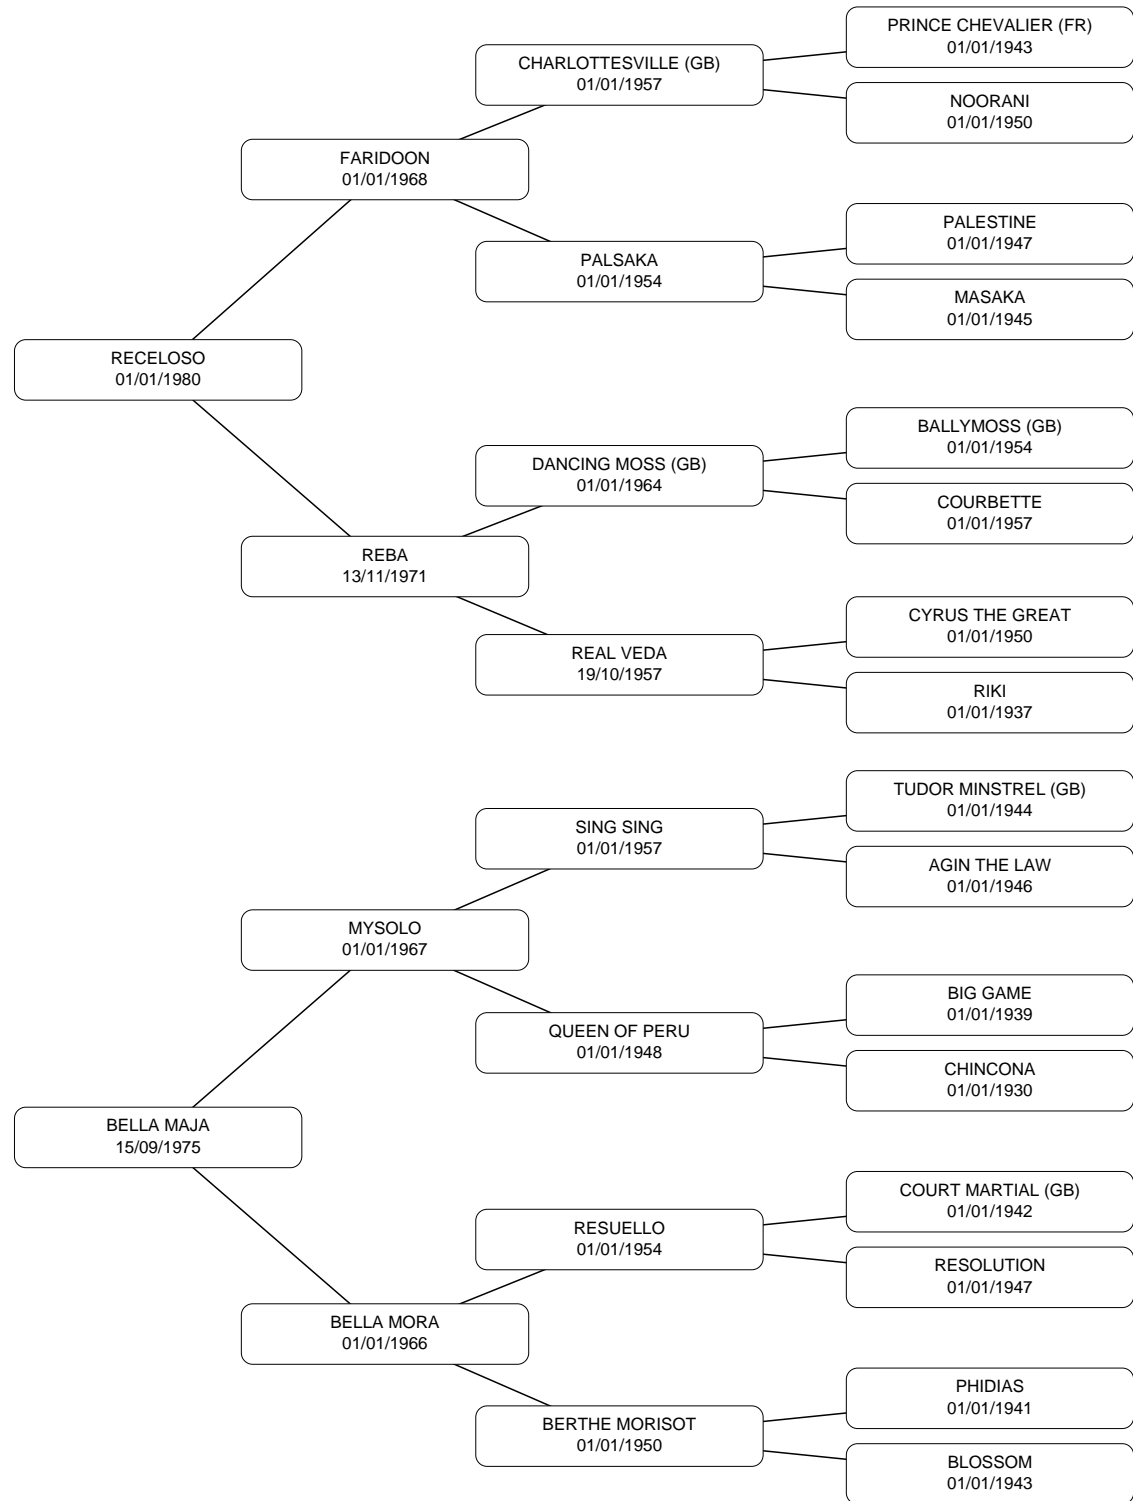 PRINCE CHEVALIER (FR)
01/01/1943
CHARLOTTESVILLE (GB)
01/01/1957
NOORANI
01/01/1950
FARIDOON
01/01/1968
PALESTINE
01/01/1947
PALSAKA
01/01/1954
MASAKA
01/01/1945
RECELOSO
01/01/1980
BALLYMOSS (GB)
01/01/1954
DANCING MOSS (GB)
01/01/1964
COURBETTE
01/01/1957
REBA
13/11/1971
CYRUS THE GREAT
01/01/1950
REAL VEDA
19/10/1957
RIKI
01/01/1937
TUDOR MINSTREL (GB)
01/01/1944
SING SING
01/01/1957
AGIN THE LAW
01/01/1946
MYSOLO
01/01/1967
BIG GAME
01/01/1939
QUEEN OF PERU
01/01/1948
CHINCONA
01/01/1930
BELLA MAJA
15/09/1975
COURT MARTIAL (GB)
01/01/1942
RESUELLO
01/01/1954
RESOLUTION
01/01/1947
BELLA MORA
01/01/1966
PHIDIAS
01/01/1941
BERTHE MORISOT
01/01/1950
BLOSSOM
01/01/1943